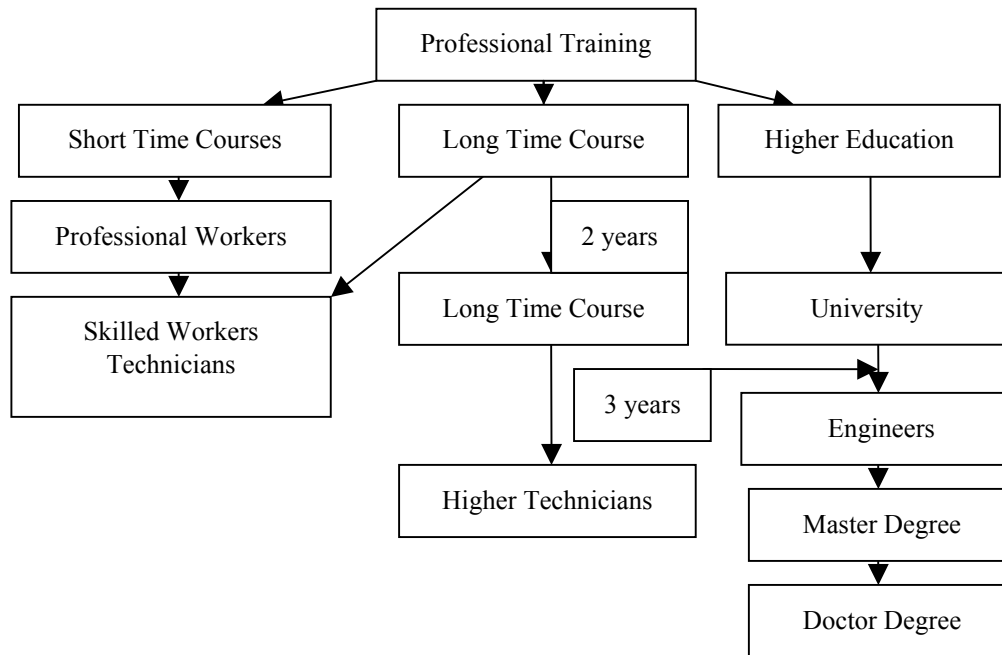 Professional Training
Short Time Courses
Long Time Course
Higher Education
Professional Workers
2 years
Skilled Workers
Technicians
Long Time Course
University
3 years
Engineers
Higher Technicians
Master Degree
Doctor Degree